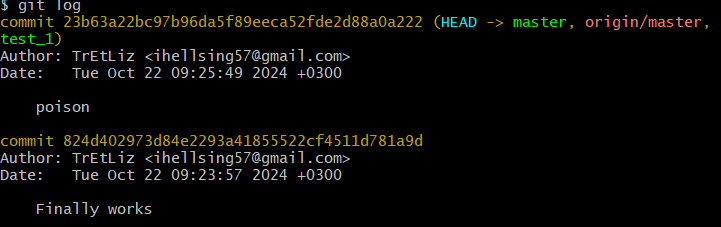 $ git log
commit 23b63a22bc97b96da5f89eeca52fde2d88a0a222 (HEAD -> master, origin/master,
test_1)
Author: TrEtLiz <ihellsing57@gmail.com>
Date:   Tue Oct 22 09:25:49 2024 +0300
    poison
commit 824d402973d84e2293a41855522cf4511d781a9d
Author: TrEtLiz <ihellsing57@gmail.com>
Date:   Tue Oct 22 09:23:57 2024 +0300
    Finally works